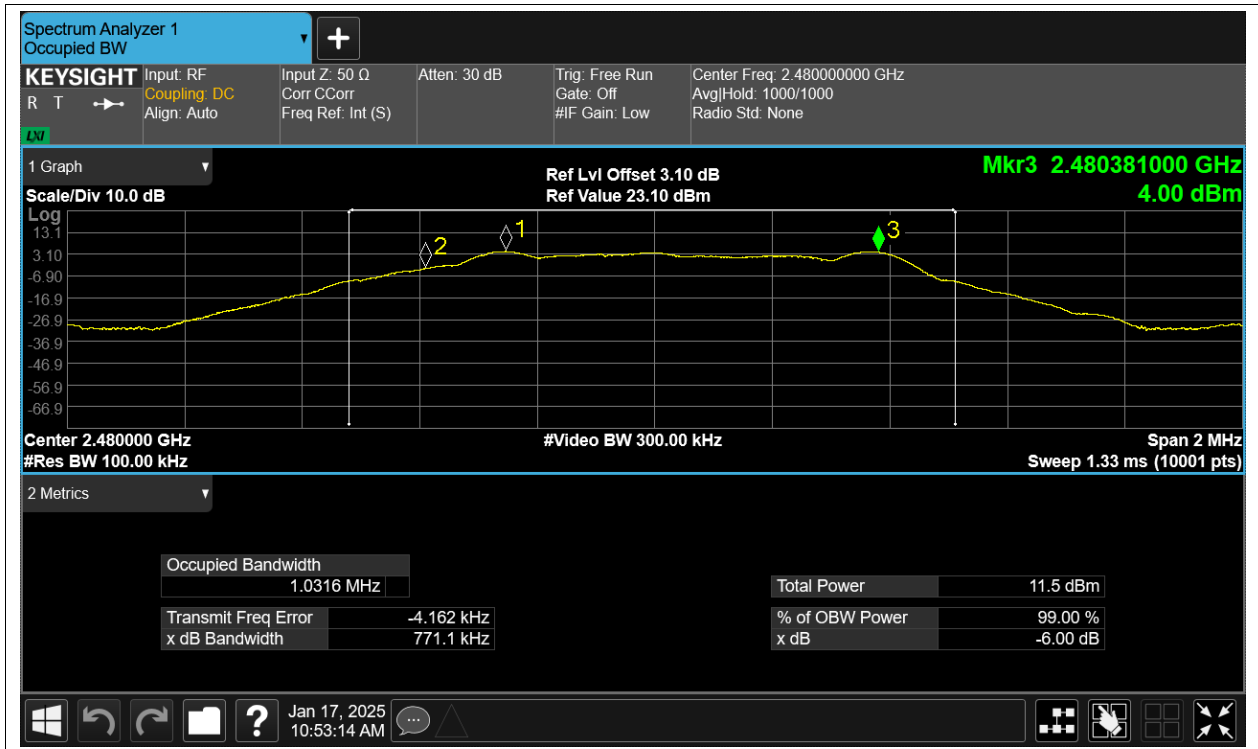 Spectrum Analyzer 1
Occupied BW
KEYSIGHT
R T
LXI
Input: RF
Coupling: DC
Align: Auto
Input Z: 50 Ω
Corr CCorr
Freq Ref: Int (S)
Atten: 30 dB
Trig: Free Run
Gate: Off
#IF Gain: Low
Center Freq: 2.480000000 GHz
Avg|Hold: 1000/1000
Radio Std: None
1 Graph
Scale/Div 10.0 dB
Ref Lvl Offset 3.10 dB
Ref Value 23.10 dBm
Mkr3 2.480381000 GHz
4.00 dBm
Log
13.1
3.10
-6.90
-16.9
-26.9
-36.9
-46.9
-56.9
-66.9
2
1
3
Center 2.480000 GHz
#Video BW 300.00 kHz
Span 2 MHz
#Res BW 100.00 kHz
Sweep 1.33 ms (10001 pts)
2 Metrics
Occupied Bandwidth
1.0316 MHz
Transmit Freq Error -4.162 kHz
x dB Bandwidth 771.1 kHz
Total Power 11.5 dBm
% of OBW Power 99.00 %
x dB -6.00 dB
?
Jan 17, 2025
10:53:14 AM